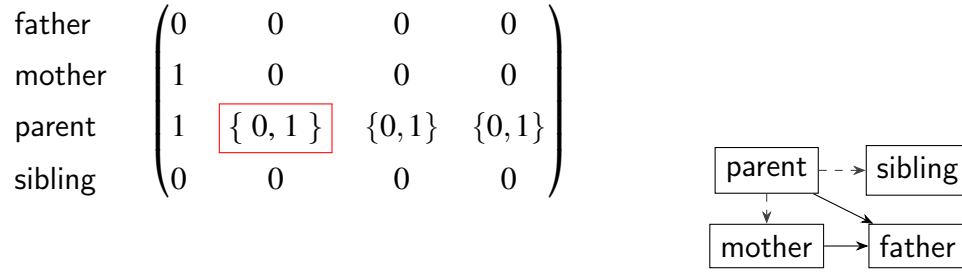 father 0 0 0 0
mother 1 0 0 0
parent 1 { 0, 1 } {0,1} {0,1}
sibling 0 0 0 0
parent sibling
mother father